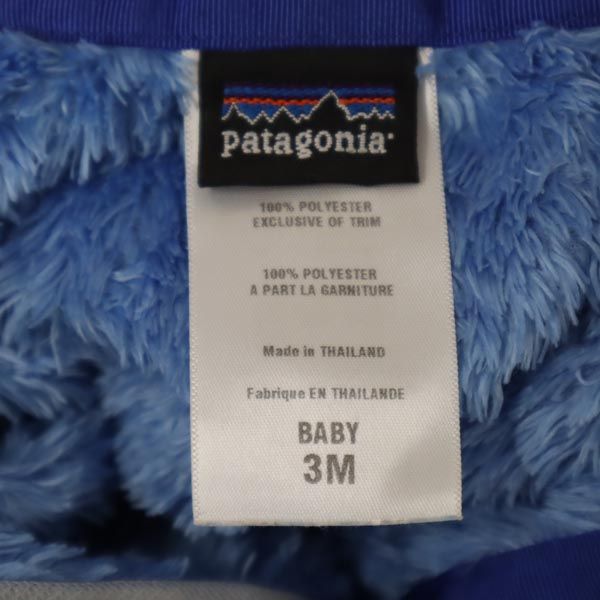 patagonia
100% POLYESTER
EXCLUSIVE OF TRIM
100% POLYESTER
A PART LA GARNITURE
Made in THAILAND
Fabrique EN THAILANDE
BABY
3M